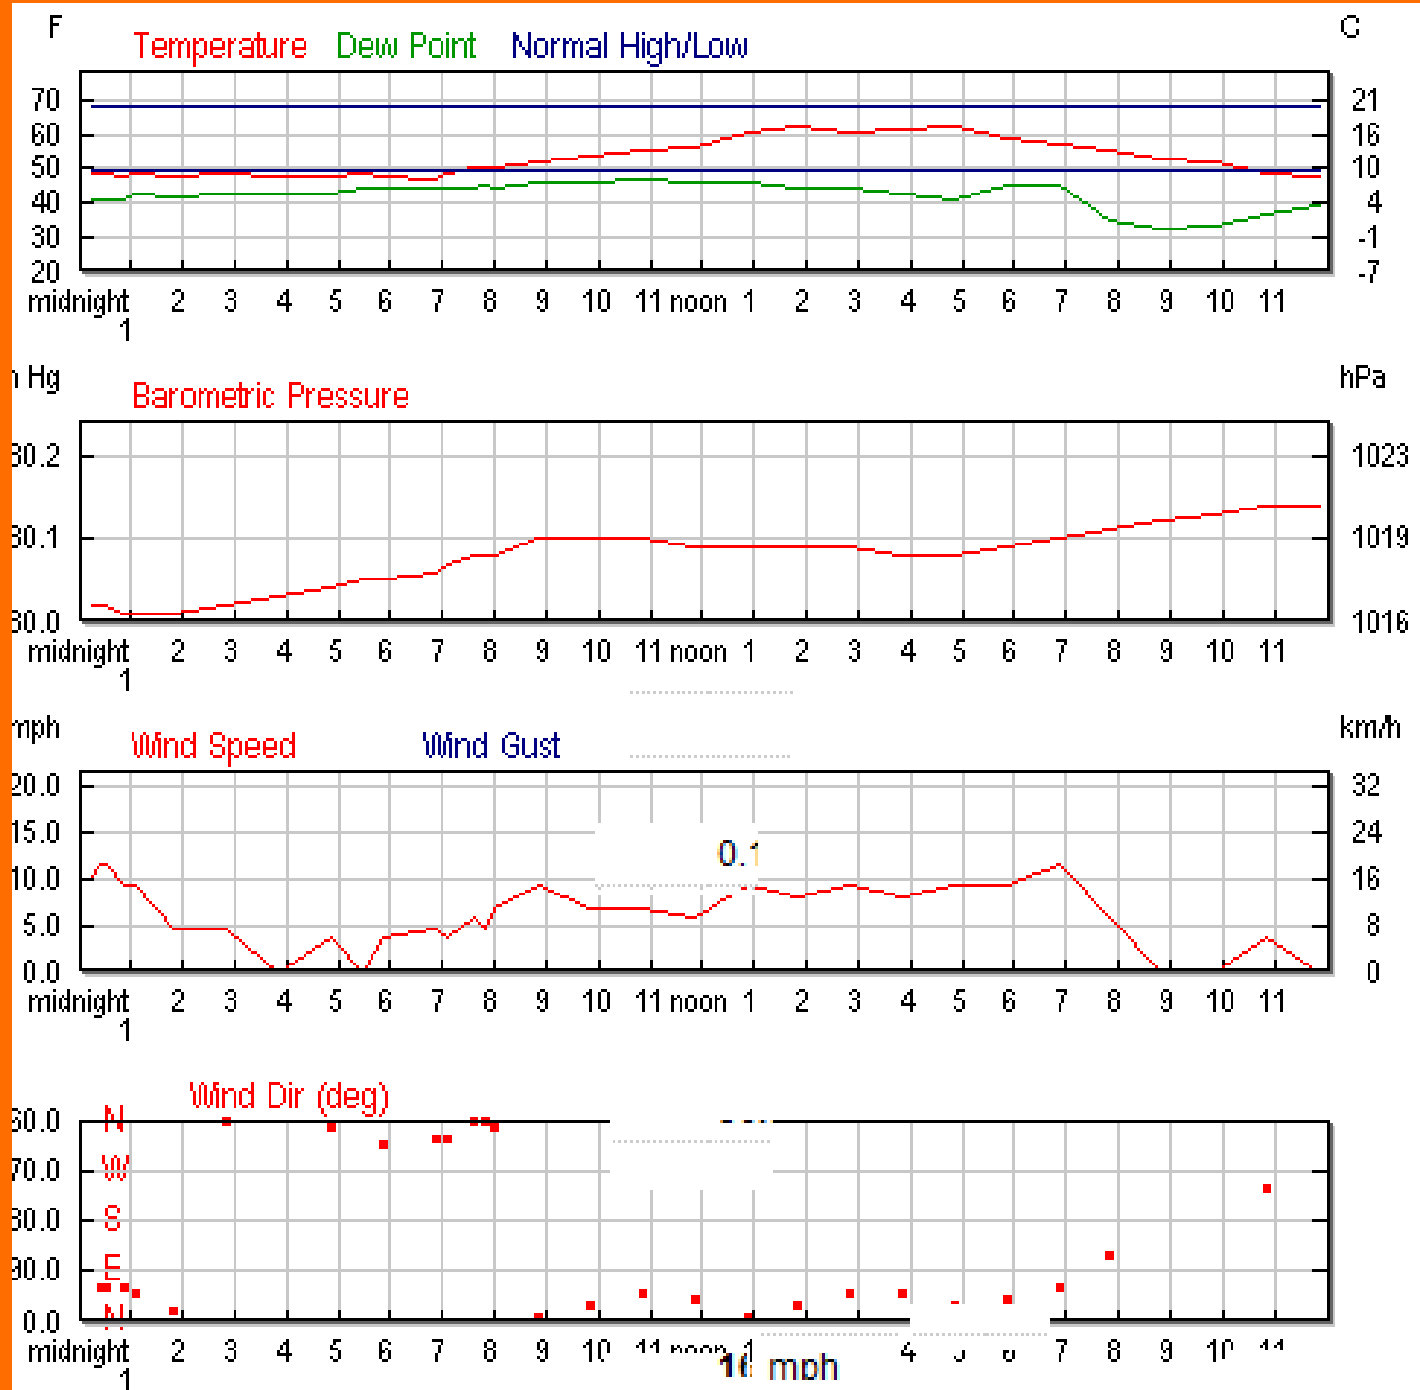 F C
Temperature Dew Point Normal High/Low
70 21
60 16
50 10
40 4
30 -1
20 -7
midnight 2 3 4 5 6 7 8 9 10 11 noon 1 2 3 4 5 6 7 8 9 10 11
1
Hg hPa
Barometric Pressure
30.2 1023
30.1 1019
30.0 1016
midnight 2 3 4 5 6 7 8 9 10 11 noon 1 2 3 4 5 6 7 8 9 10 11
1
mph km/h
Wind Speed Wind Gust
20.0 32
15.0 24
0.1
10.0 16
5.0 8
0.0 0
midnight 2 3 4 5 6 7 8 9 10 11 noon 1 2 3 4 5 6 7 8 9 10 11
1
Wind Dir (deg)
60.0 N
70.0 W
80.0 S
90.0 E
0.0 N
midnight 2 3 4 5 6 7 8 9 4 7 8 9
1
16 mph